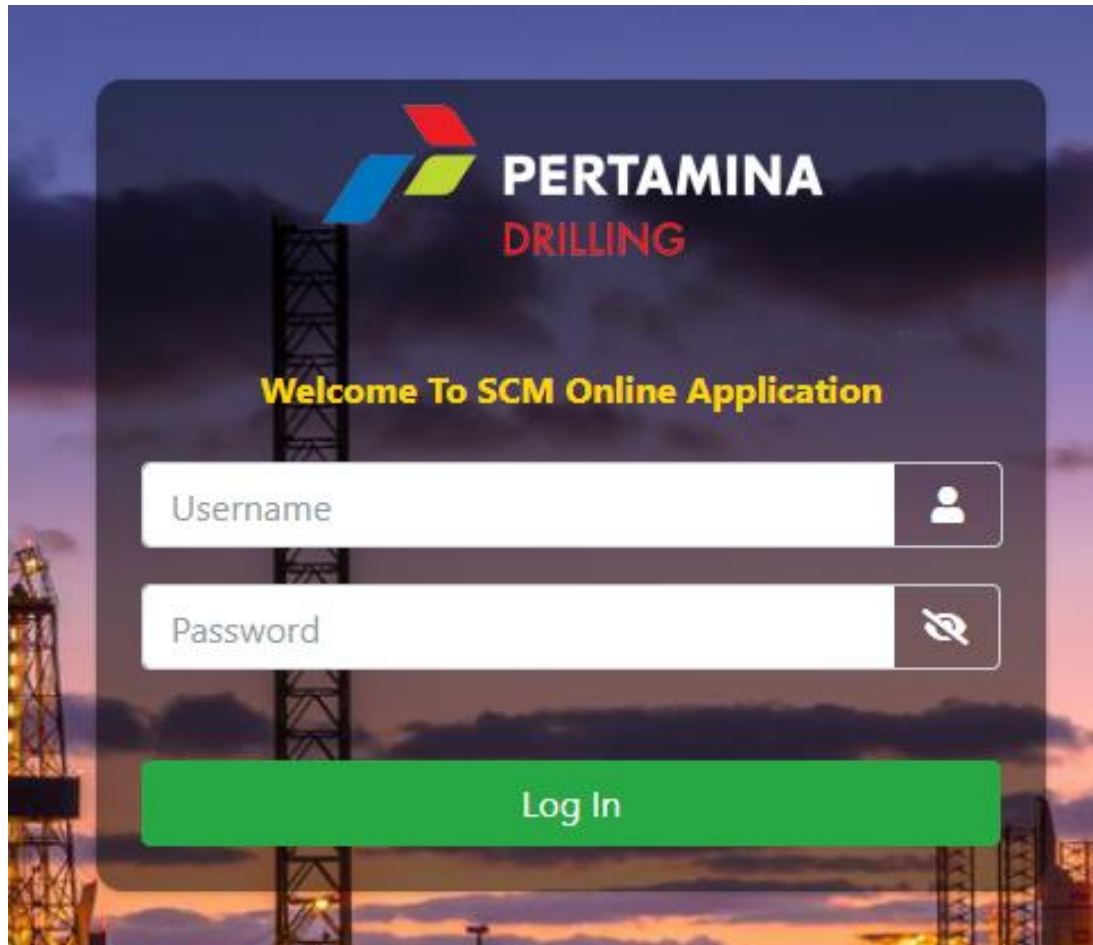 PERTAMINA
DRILLING
Welcome To SCM Online Application
Username
Password
Log In